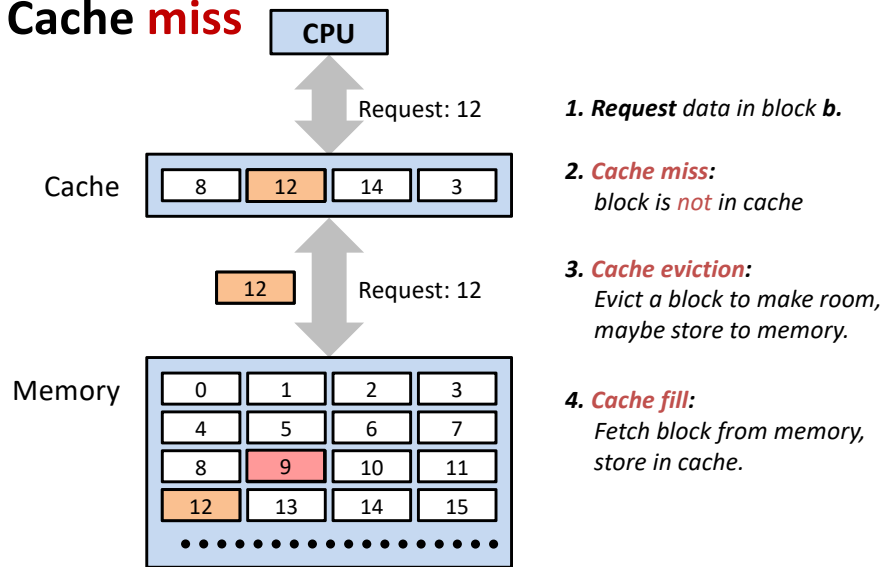 Cache miss
CPU
Request: 12
1. Request data in block b.
Cache
8 12 14 3
2. Cache miss:
block is not in cache
12
Request: 12
3. Cache eviction:
Evict a block to make room,
maybe store to memory.
Memory
0 1 2 3
4 5 6 7
8 9 10 11
12 13 14 15
4. Cache fill:
Fetch block from memory,
store in cache.